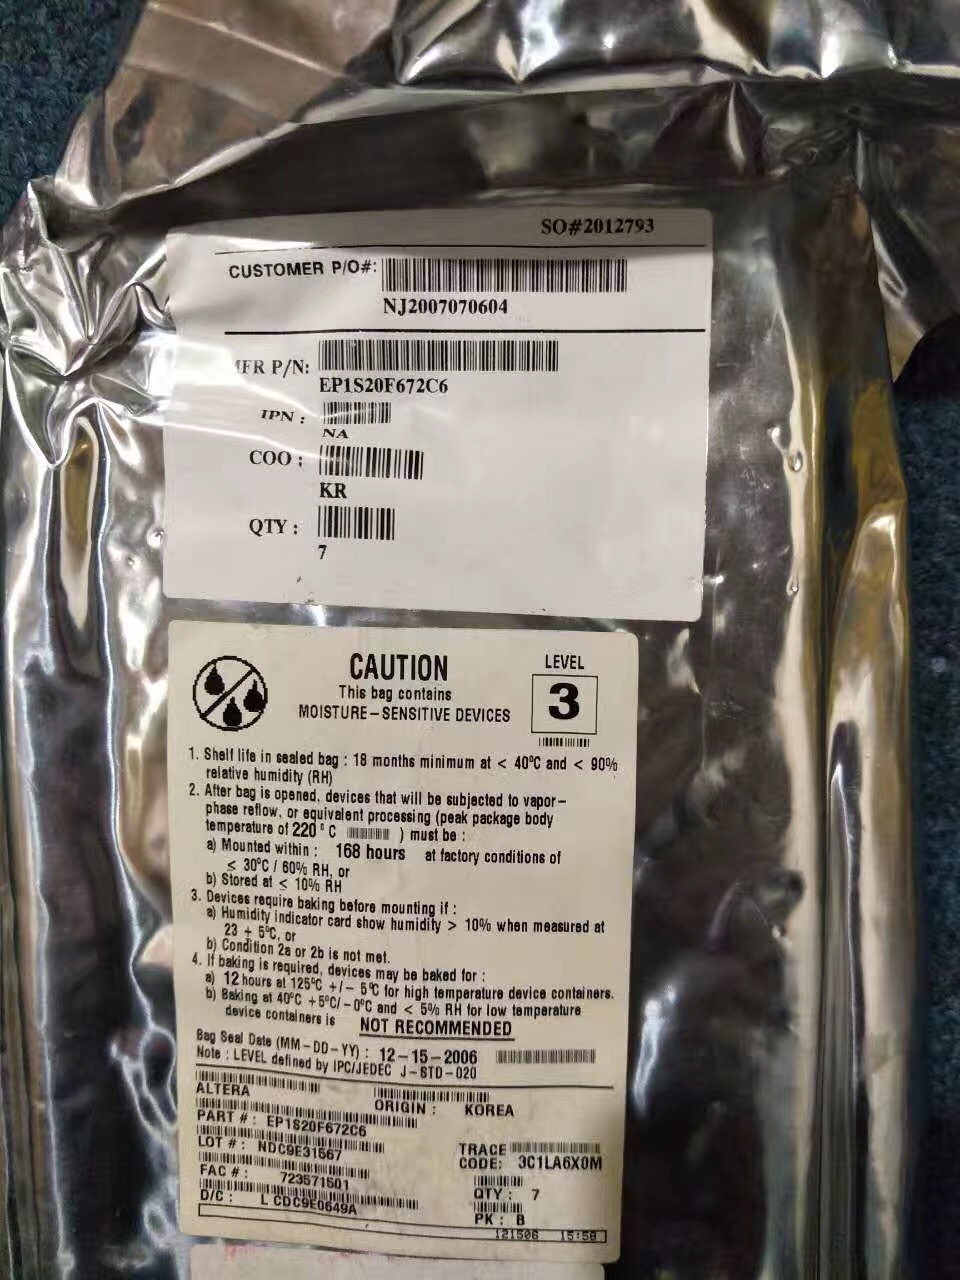 SO#2012793
CUSTOMER P/O#:
NJ2007070604
MFR P/N:
EP1S20F672C6
IPN :
NA
COO :
KR
QTY :
7
CAUTION
This bag contains
MOISTURE-SENSITIVE DEVICES
LEVEL
3
1. Shelf life in sealed bag : 18 months minimum at < 40°C and < 90%
relative humidity (RH)
2. After bag is opened, devices that will be subjected to vapor-
phase reflow, or equivalent processing (peak package body
temperature of 220 °C ) must be :
a) Mounted within : 168 hours at factory conditions of
≤ 30°C / 60% RH, or
b) Stored at ≤ 10% RH
3. Devices require baking before mounting if :
a) Humidity indicator card show humidity > 10% when measured at
23 ± 5°C, or
b) Condition 2a or 2b is not met.
4. If baking is required, devices may be baked for :
a) 12 hours at 125°C +/- 5°C for high temperature device containers.
b) Baking at 40°C +5°C/-0°C and < 5% RH for low temperature
device containers is NOT RECOMMENDED
Bag Seal Date (MM-DD-YY) : 12-15-2006
Note : LEVEL defined by IPC/JEDEC J-STD-020
ALTERA
ORIGIN : KOREA
PART # : EP1S20F672C6
LOT # : NDC9E31567
TRACE
CODE: 3C1LA6X0M
FAC # : 723571501
QTY : 7
D/C : L CDC9E0649A
PK : B
121506 15:58